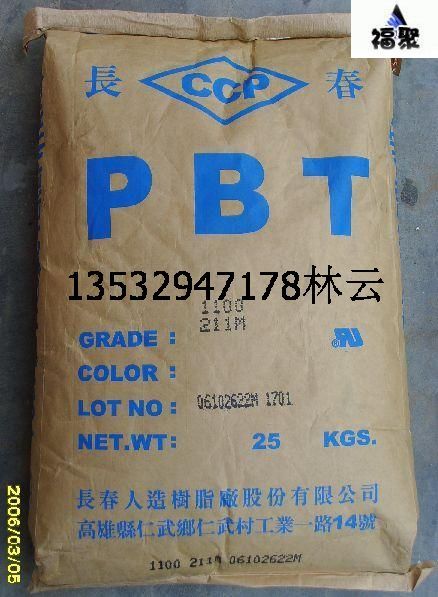 福聚
長 CCP 春
PBT
13532947178林云
1100
GRADE : 211M
COLOR :
LOT NO : 06102622M 1701
NET.WT: 25 KGS.
長春人造樹脂廠股份有限公司
高雄縣仁武鄉仁武村工業一路14號
1100 211M 06102622M
2006/03/05